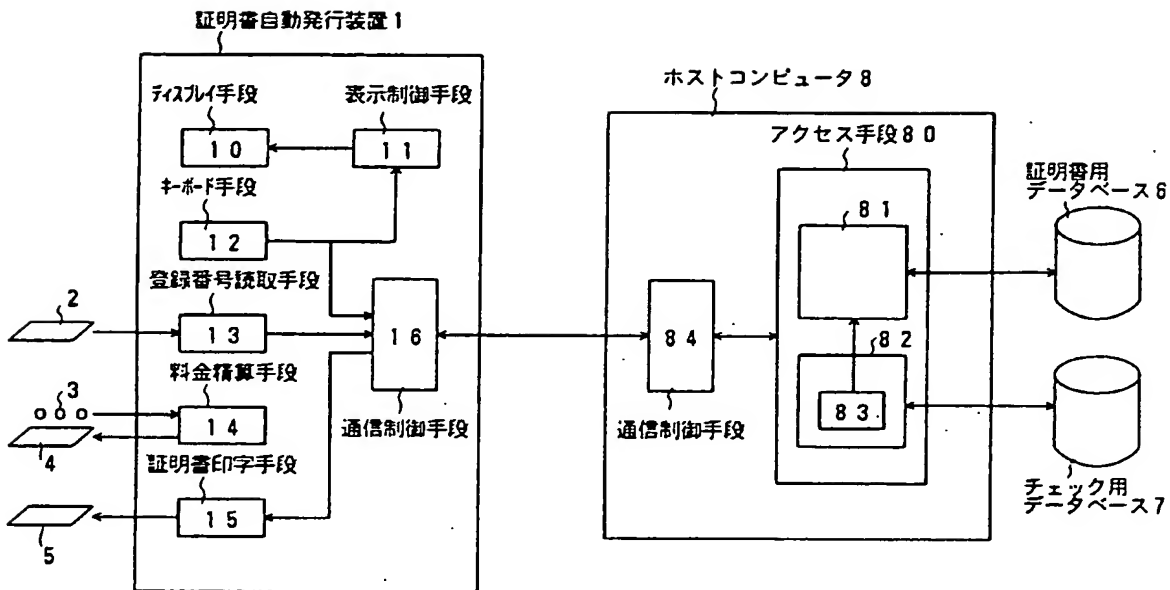 証明書自動発行装置1
ディスプレイ手段
10
表示制御手段
11
キーボード手段
12
登録番号読取手段
2
13
料金精算手段
3
14
4
証明書印字手段
15
5
16
通信制御手段
ホストコンピュータ8
アクセス手段80
81
82
83
84
通信制御手段
証明書用
データベース6
チェック用
データベース7